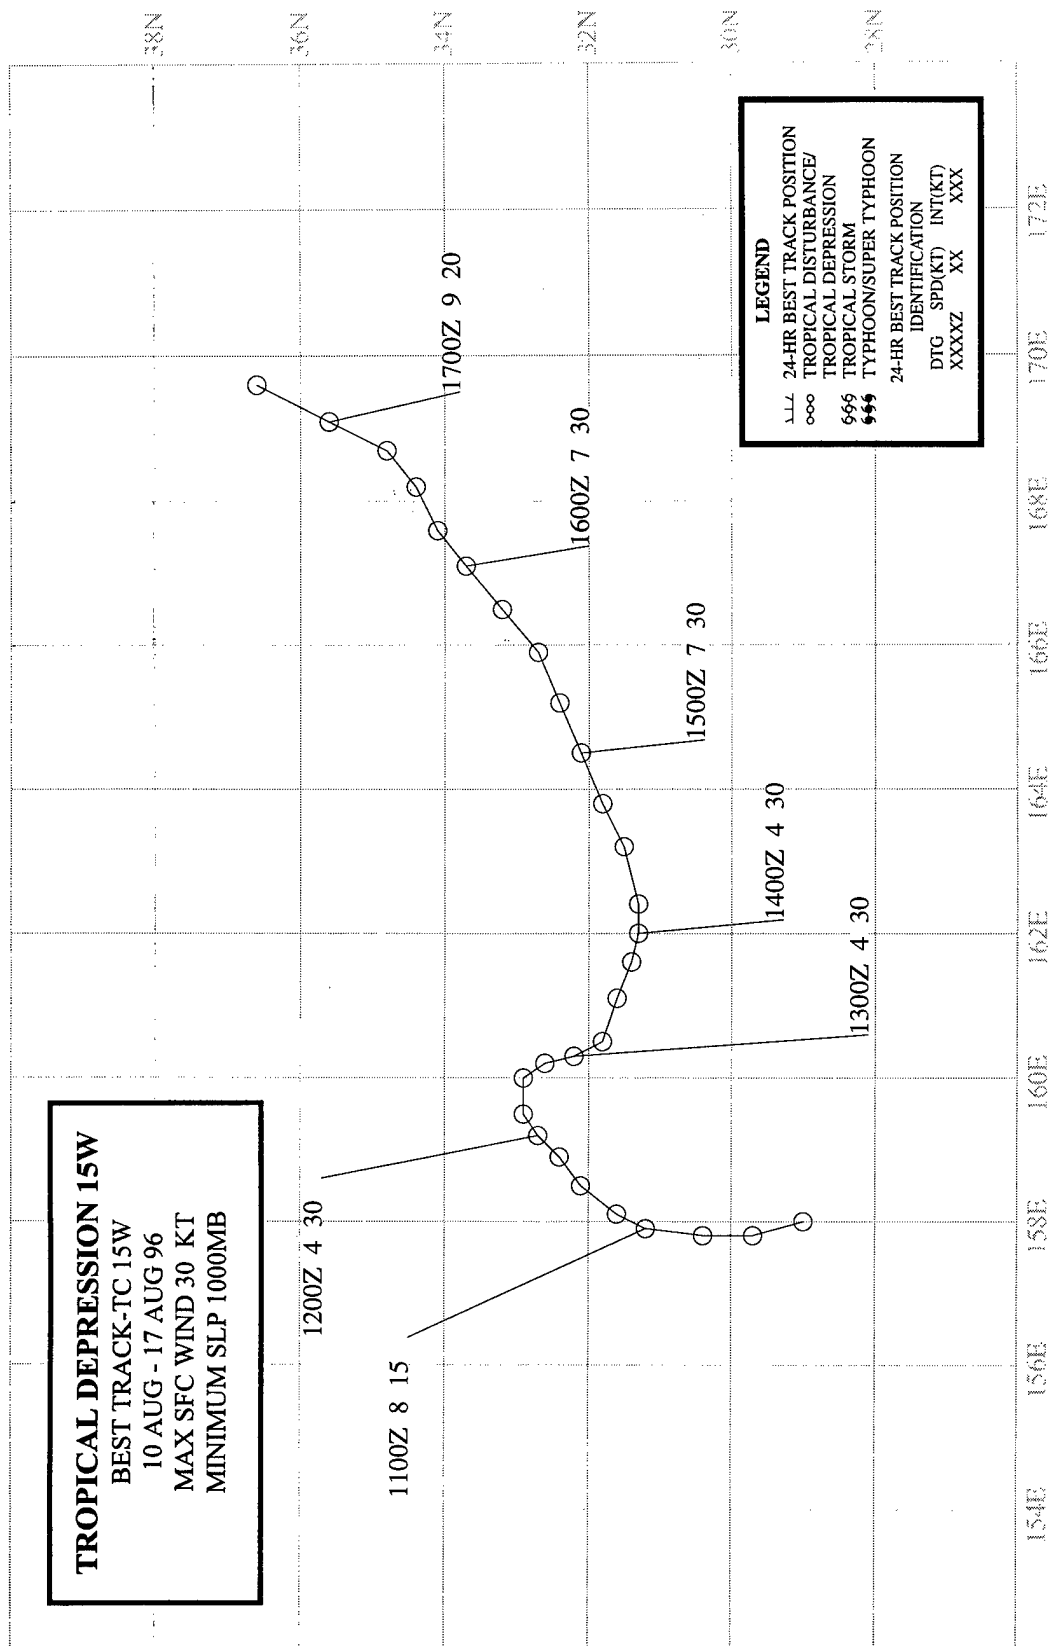 TROPICAL DEPRESSION 15W
BEST TRACK-TC 15W
10 AUG - 17 AUG 96
MAX SFC WIND 30 KT
MINIMUM SLP 1000MB
38N
36N
34N
32N
30N
28N
1100Z 8 15
1200Z 4 30
1300Z 4 30
1400Z 4 30
1500Z 7 30
1600Z 7 30
1700Z 9 20
LEGEND
24-HR BEST TRACK POSITION
TROPICAL DISTURBANCE/
TROPICAL DEPRESSION
TROPICAL STORM
TYPHOON/SUPER TYPHOON
24-HR BEST TRACK POSITION
IDENTIFICATION
DTG SPD(KT) INT(KT)
XXXXZ XX XXX
154E 156E 158E 160E 162E 164E 166E 168E 170E 172E